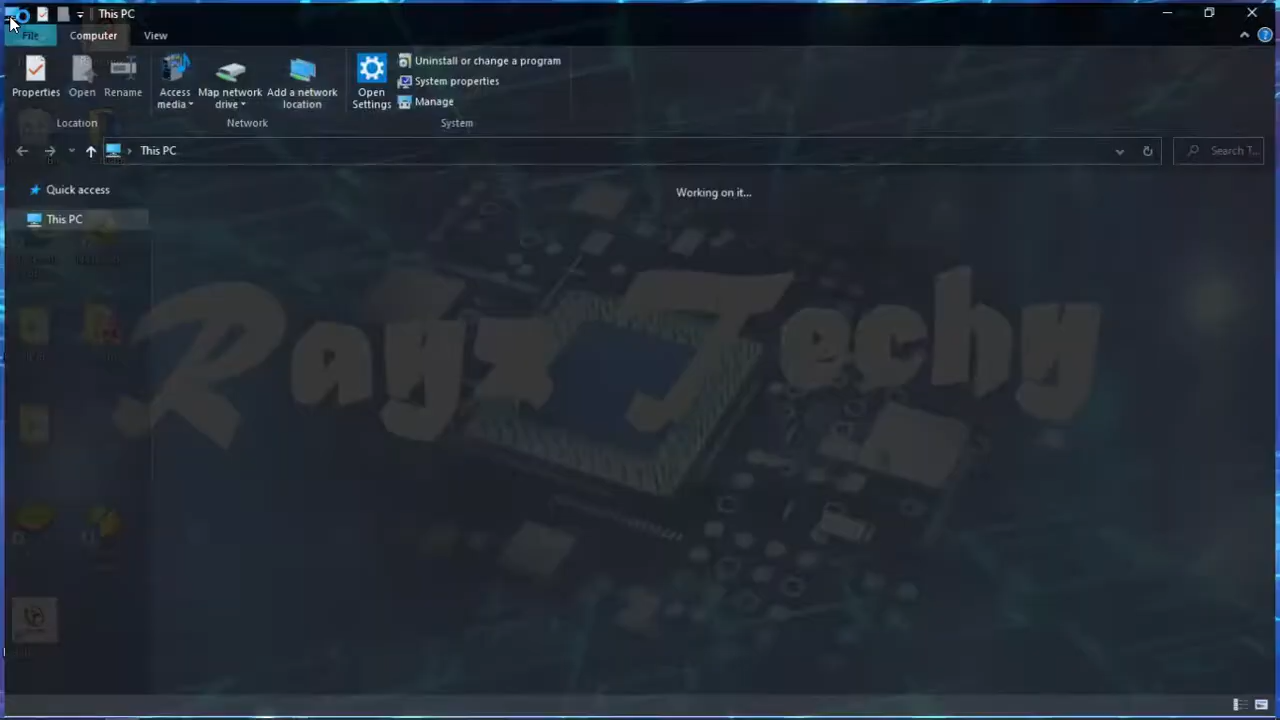 This PC
File
Computer
View
Properties
Open
Rename
Access media
Map network drive
Add a network location
Open Settings
Uninstall or change a program
System properties
Manage
Location
Network
System
This PC
Search T...
Quick access
This PC
Working on it...
Rayz Techy